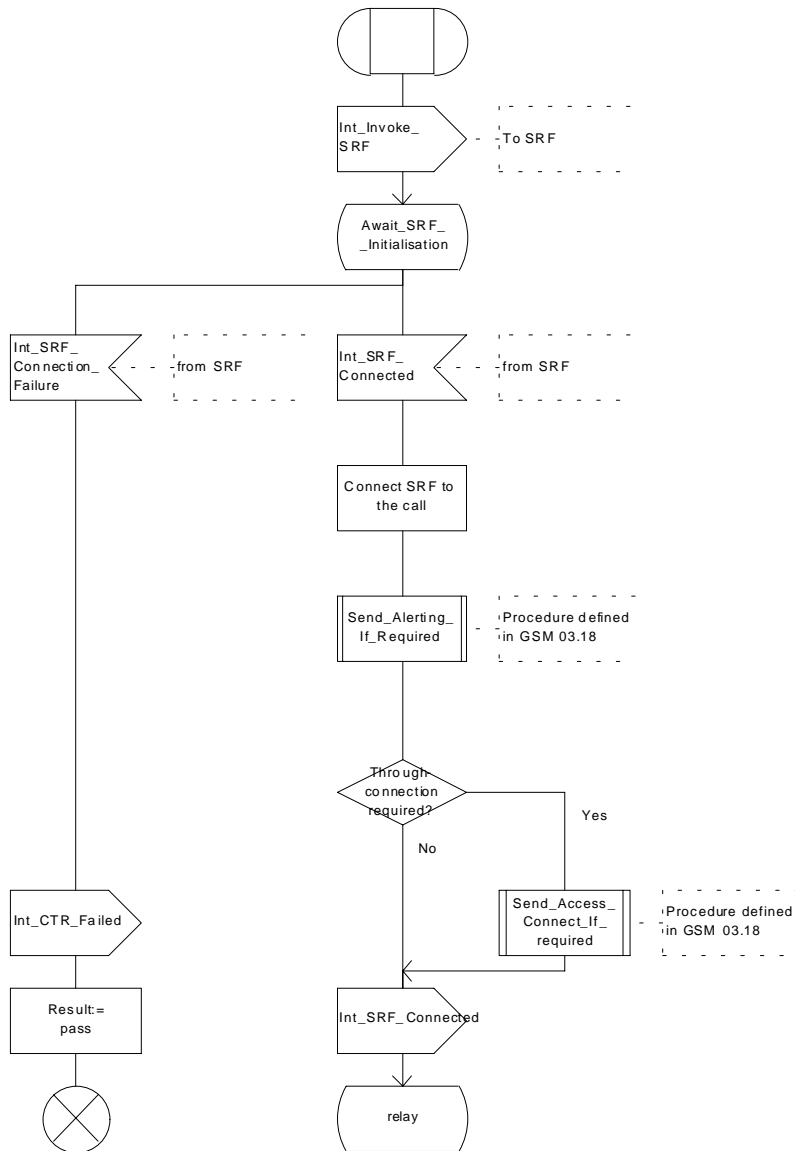 Int_Invoke_
SRF
To SRF
Await_SRF_
_Initialisation
Int_SRF_
Connection_
Failure
from SRF
Int_SRF_
Connected
from SRF
Connect SRF to
the call
Send_Alerting_
If_Required
Procedure defined
in GSM 03.18
Through-
connection
required?
Yes
No
Int_CTR_Failed
Send_Access_
Connect_If_
required
Procedure defined
in GSM 03.18
Result:=
pass
Int_SRF_Connected
relay